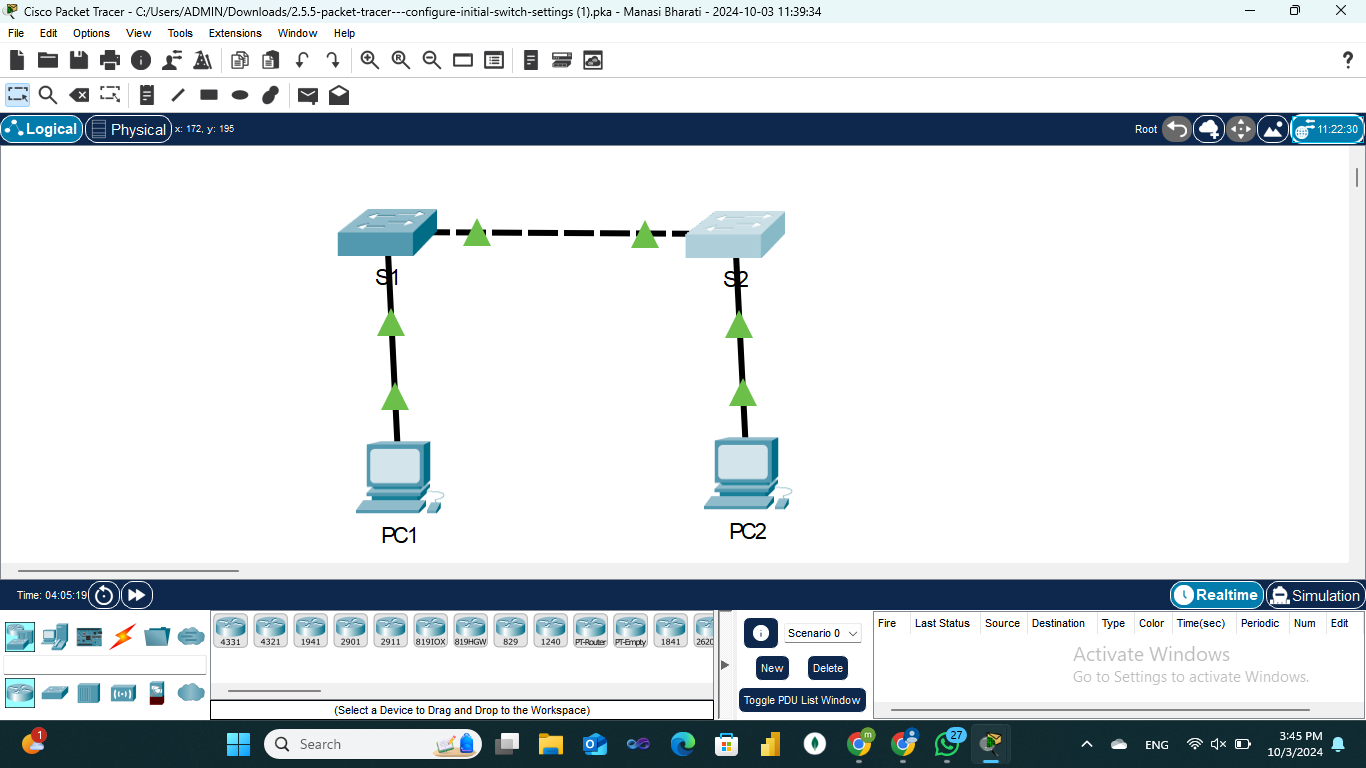 Cisco Packet Tracer - C:/Users/ADMIN/Downloads/2.5.5-packet-tracer---configure-initial-switch-settings (1).pka - Manasi Bharati - 2024-10-03 11:39:34
File Edit Options View Tools Extensions Window Help
?
Logical Physical x: 172, y: 195 Root 11:22:30
S1 S2
PC1 PC2
Time: 04:05:19 Realtime Simulation
4331 4321 1941 2901 2911 819IOX 819HGW 829 1240 PT-Router PT-Empty 1841 2620
(Select a Device to Drag and Drop to the Workspace)
Scenario 0
New Delete
Toggle PDU List Window
Fire Last Status Source Destination Type Color Time(sec) Periodic Num Edit
Activate Windows
Go to Settings to activate Windows.
1
Search
m
27
ENG
3:45 PM
10/3/2024